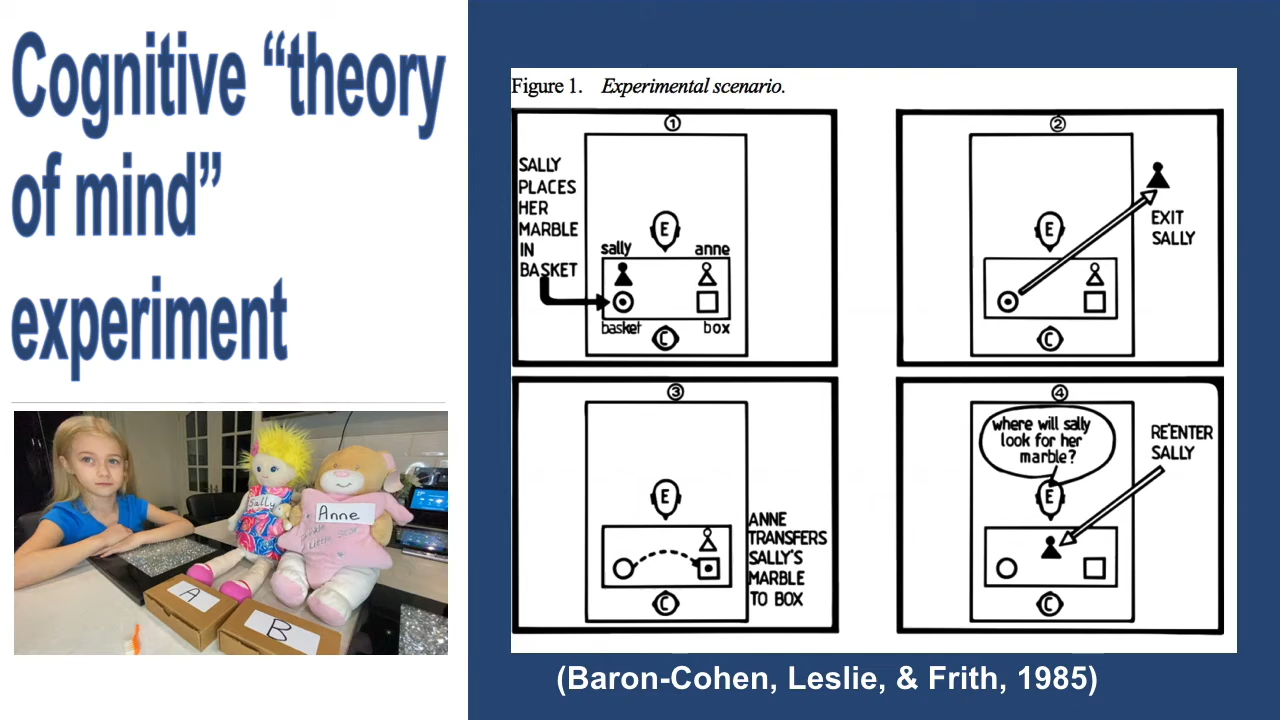 Cognitive “theory
of mind”
experiment
Sally
Anne
Little Star
A
B
Figure 1. Experimental scenario.
①
SALLY
PLACES
HER
MARBLE
IN
BASKET
E
sally anne
basket box
C
②
E
EXIT
SALLY
C
③
E
ANNE
TRANSFERS
SALLY'S
MARBLE
TO BOX
C
④
where will sally
look for her
marble?
RE'ENTER
SALLY
E
C
(Baron-Cohen, Leslie, & Frith, 1985)